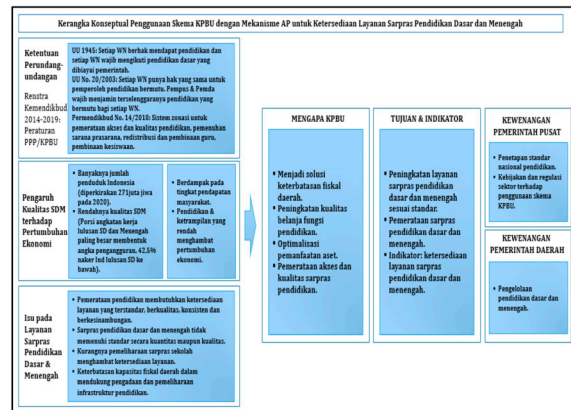 Kerangka Konseptual Penggunaan Skema KPBU dengan Mekanisme AP untuk Ketersediaan Layanan Sarpras Pendidikan Dasar dan Menengah
Ketentuan
Perundang-
undangan
Renstra
Kemendikbud
2014-2019;
Peraturan
PPP/KPBU
UU 1945: Setiap WN berhak mendapat pendidikan dan
setiap WN wajib mengikuti pendidikan dasar yang
dibiayai pemerintah.
UU No. 20/2003: Setiap WN punya hak yang sama untuk
pemperoleh pendidikan bermutu. Pempus & Pemda
wajib menjamin terselenggaranya pendidikan yang
bermutu bagi setiap WN.
Permendikbud No.14/2018: Sistem zonasi untuk
pemerataan akses dan kualitas pendidikan, pemenuhan
sarana prasarana, redistribusi dan pembinaan guru,
pembinaan kesiswaan.
Pengaruh
Kualitas SDM
terhadap
Pertumbuhan
Ekonomi
• Banyaknya jumlah
penduduk Indonesia
(diperkirakan 271juta jiwa
pada 2020).
• Rendahnya kualitas SDM
(Porsi angkatan kerja
lulusan SD dan Menengah
paling besar membentuk
angka pengangguran, 42,5%
naker Ind lulusan SD ke
bawah).
• Berdampak pada
tingkat pendapatan
masyarakat.
• Pendidikan &
ketrampilan yang
rendah
menghambat
pertumbuhan
ekonomi.
Isu pada
Layanan
Sarpras
Pendidikan
Dasar &
Menengah
• Pemerataan pendidikan membutuhkan ketersediaan
layanan yang terstandar, berkualitas, konsisten dan
berkesinambungan.
• Sarpras pendidikan dasar dan menengah tidak
memenuhi standar secara kuantitas maupun kualitas.
• Kurangnya pemeliharaan sarpras sekolah
menghambat ketersediaan layanan.
• Keterbatasan kapasitas fiskal daerah dalam
mendukung pengadaan dan pemeliharaan
infrastruktur pendidikan.
MENGAPA KPBU
• Menjadi solusi
keterbatasan fiskal
daerah.
• Peningkatan kualitas
belanja fungsi
pendidikan.
• Optimalisasi
pemanfaatan aset.
• Pemerataan akses dan
kualitas sarpras
pendidikan.
TUJUAN & INDIKATOR
• Peningkatan layanan
sarpras pendidikan
dasar dan menengah
sesuai standar.
• Pemerataan sarpras
pendidikan dasar dan
menengah.
• Indikator: ketersediaan
layanan sarpras
pendidikan dasar dan
menengah.
KEWENANGAN
PEMERINTAH PUSAT
• Penetapan standar
nasional pendidikan.
• Kebijakan dan regulasi
sektor terhadap
penggunaan skema
KPBU.
KEWENANGAN
PEMERINTAH DAERAH
• Pengelolaan
pendidikan dasar dan
menengah.